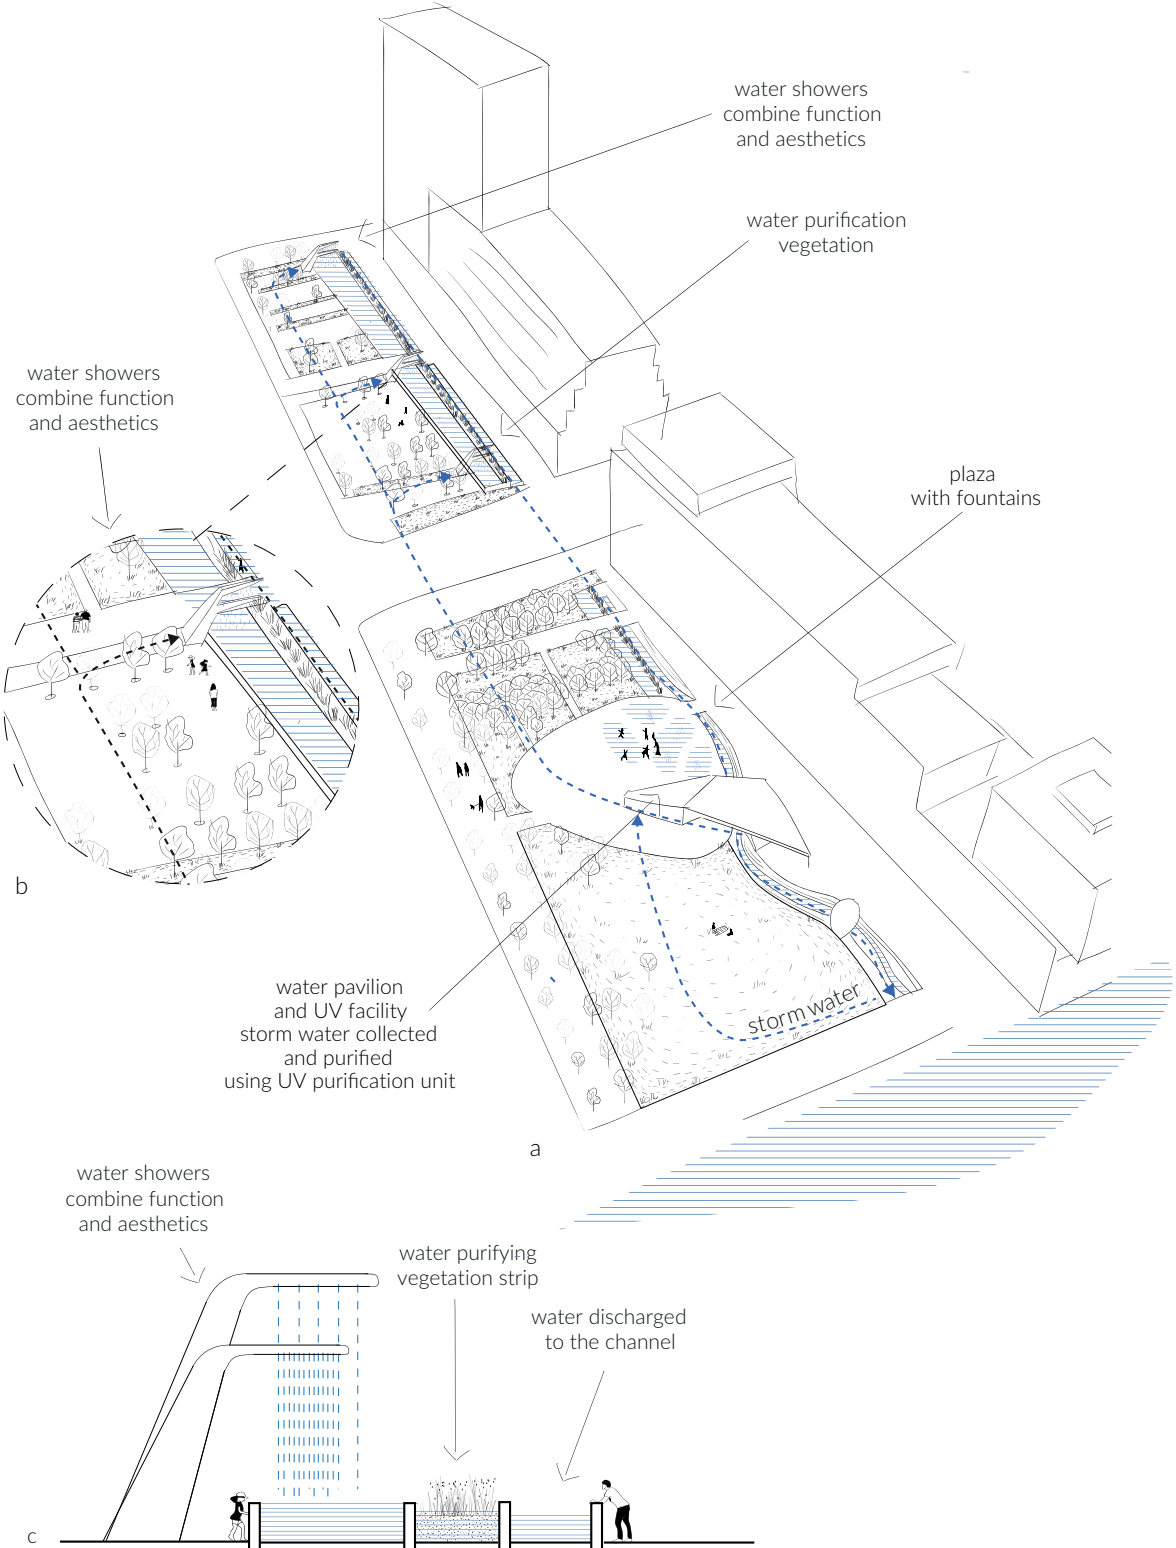 water showers
combine function
and aesthetics
water purification
vegetation
water showers
combine function
and aesthetics
plaza
with fountains
b
water pavilion
and UV facility
storm water collected
and purified
using UV purification unit
storm water
a
water showers
combine function
and aesthetics
water purifying
vegetation strip
water discharged
to the channel
c